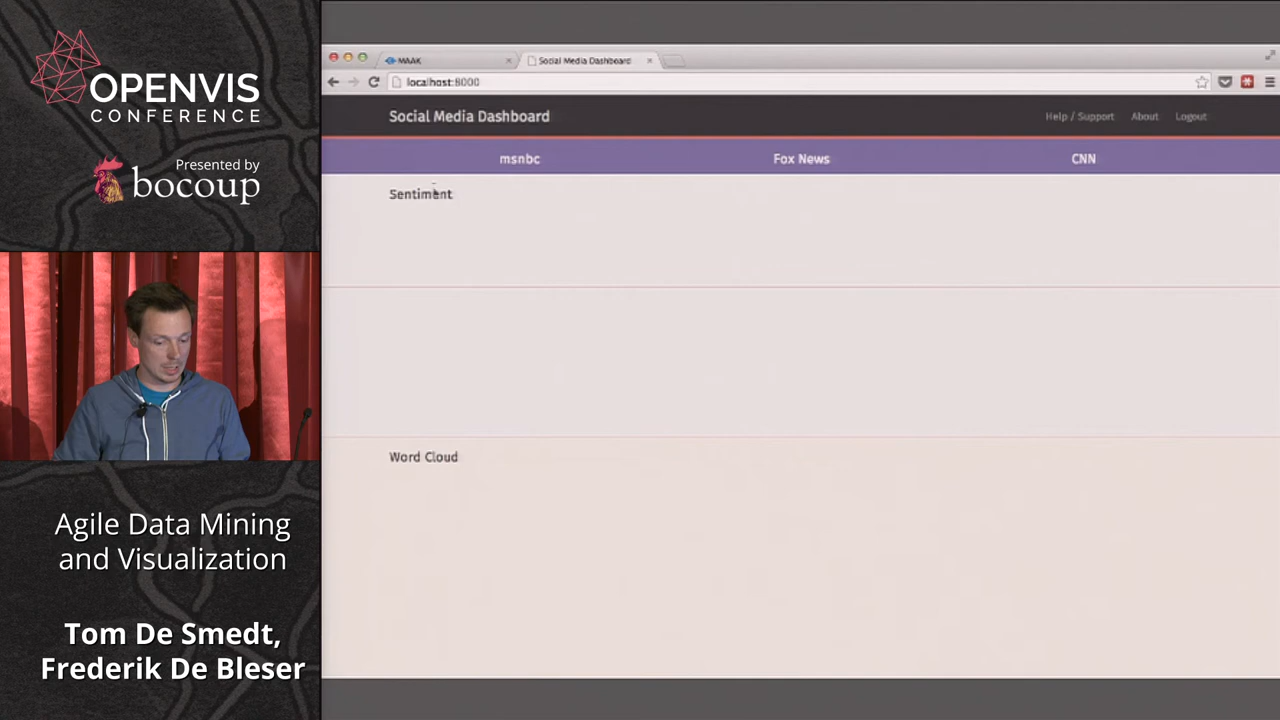 OPENVIS
CONFERENCE
Presented by
bocoup
Agile Data Mining
and Visualization
Tom De Smedt,
Frederik De Bleser
MAAK
Social Media Dashboard
localhost:8000
Social Media Dashboard
Help / Support
About
Logout
msnbc
Fox News
CNN
Sentiment
Word Cloud